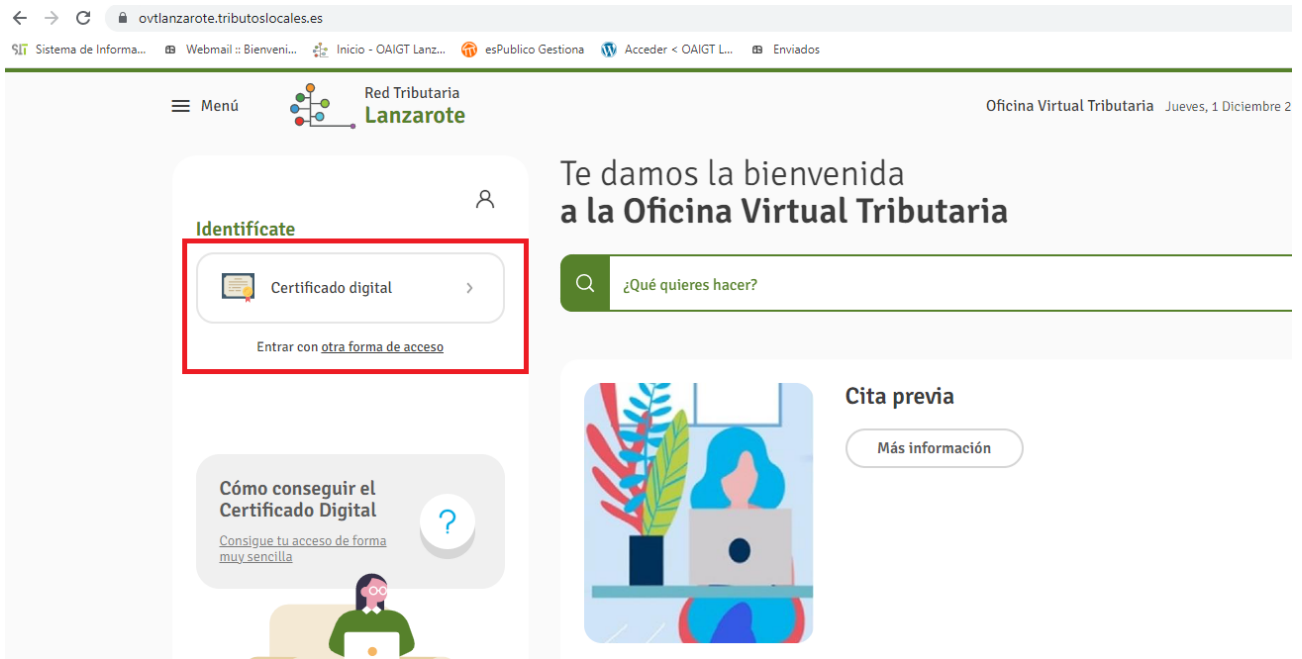 ovtlanzarote.tributoslocales.es
Sistema de Informa... Webmail :: Bienveni... Inicio - OAIGT Lanz... esPublico Gestiona Acceder < OAIGT L... Enviados
Menú
Red Tributaria
Lanzarote
Oficina Virtual Tributaria Jueves, 1 Diciembre 2
Identifícate
Certificado digital
Entrar con otra forma de acceso
Te damos la bienvenida
a la Oficina Virtual Tributaria
¿Qué quieres hacer?
Cita previa
Más información
Cómo conseguir el
Certificado Digital
Consigue tu acceso de forma
muy sencilla
?